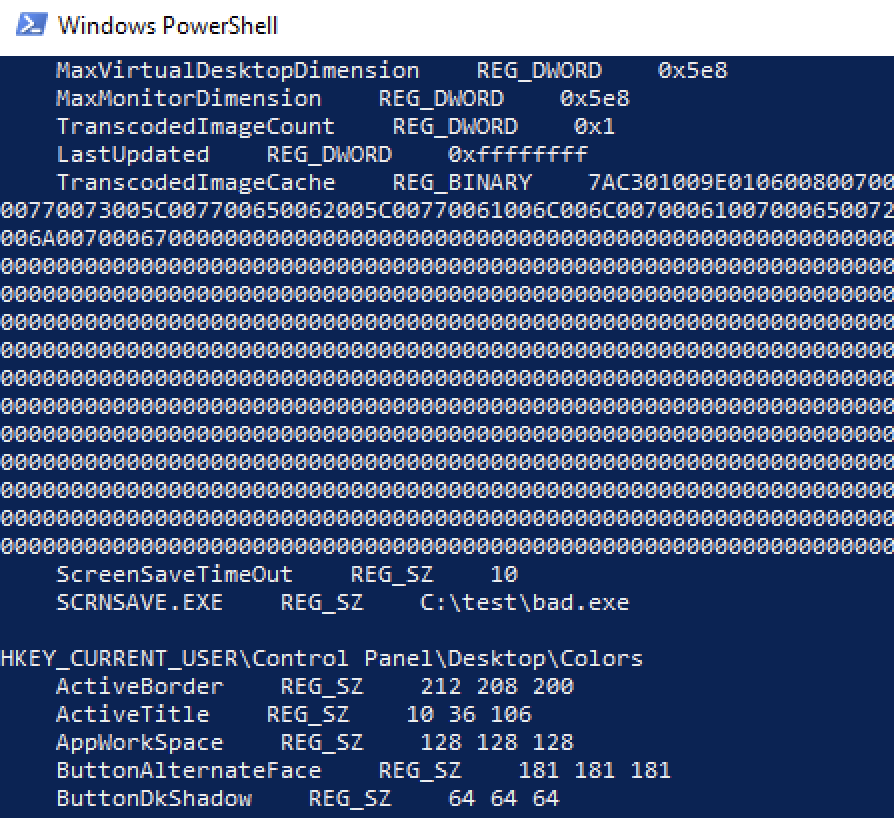 Windows PowerShell
MaxVirtualDesktopDimension REG_DWORD 0x5e8
MaxMonitorDimension REG_DWORD 0x5e8
TranscodedImageCount REG_DWORD 0x1
LastUpdated REG_DWORD 0xffffffff
TranscodedImageCache REG_BINARY 7AC301009E010600800700
00770073005C007700650062005C00770061006C006C00700061007000650072
006A0070006700000000000000000000000000000000000000000000000000000
0000000000000000000000000000000000000000000000000000000000000000
0000000000000000000000000000000000000000000000000000000000000000
0000000000000000000000000000000000000000000000000000000000000000
0000000000000000000000000000000000000000000000000000000000000000
0000000000000000000000000000000000000000000000000000000000000000
0000000000000000000000000000000000000000000000000000000000000000
0000000000000000000000000000000000000000000000000000000000000000
0000000000000000000000000000000000000000000000000000000000000000
0000000000000000000000000000000000000000000000000000000000000000
0000000000000000000000000000000000000000000000000000000000000000
0000000000000000000000000000000000000000000000000000000000000000
ScreenSaveTimeOut REG_SZ 10
SCRNSAVE.EXE REG_SZ C:\test\bad.exe
HKEY_CURRENT_USER\Control Panel\Desktop\Colors
ActiveBorder REG_SZ 212 208 200
ActiveTitle REG_SZ 10 36 106
AppWorkSpace REG_SZ 128 128 128
ButtonAlternateFace REG_SZ 181 181 181
ButtonDkShadow REG_SZ 64 64 64